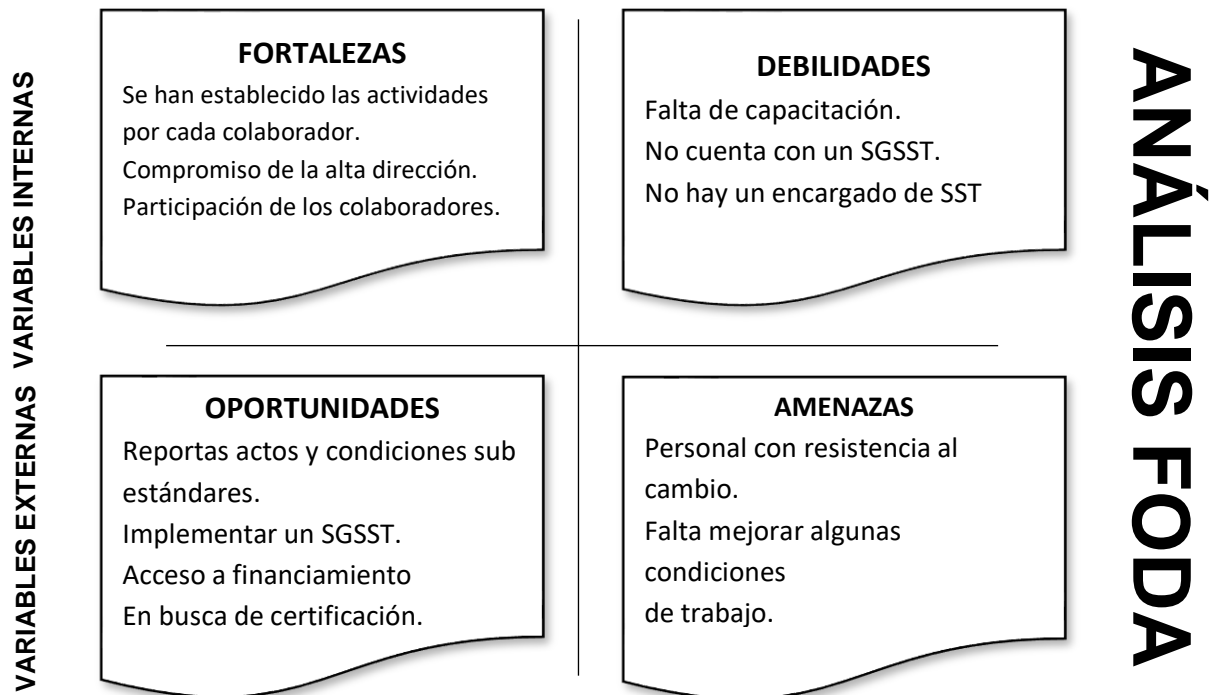 VARIABLES INTERNAS
FORTALEZAS
Se han establecido las actividades
por cada colaborador.
Compromiso de la alta dirección.
Participación de los colaboradores.
DEBILIDADES
Falta de capacitación.
No cuenta con un SGSST.
No hay un encargado de SST
VARIABLES EXTERNAS
OPORTUNIDADES
Reportas actos y condiciones sub
estándares.
Implementar un SGSST.
Acceso a financiamiento
En busca de certificación.
AMENAZAS
Personal con resistencia al
cambio.
Falta mejorar algunas
condiciones
de trabajo.
ANÁLISIS FODA